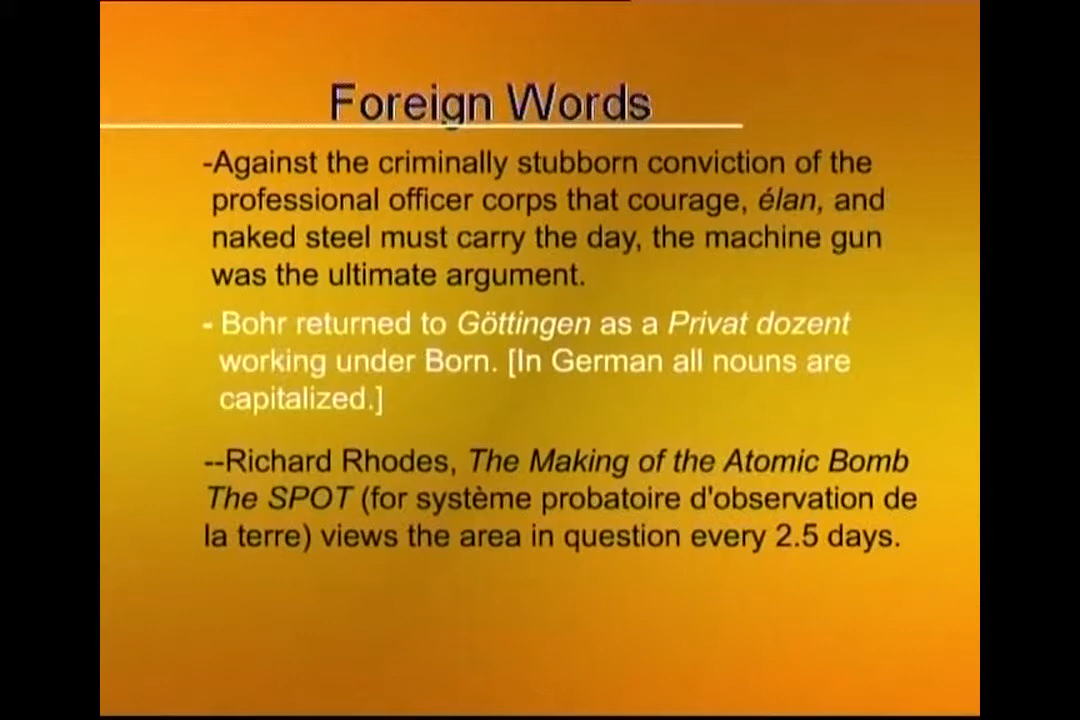 Foreign Words
-Against the criminally stubborn conviction of the
professional officer corps that courage, élan, and
naked steel must carry the day, the machine gun
was the ultimate argument.
- Bohr returned to Göttingen as a Privat dozent
working under Born. [In German all nouns are
capitalized.]
--Richard Rhodes, The Making of the Atomic Bomb
The SPOT (for système probatoire d'observation de
la terre) views the area in question every 2.5 days.